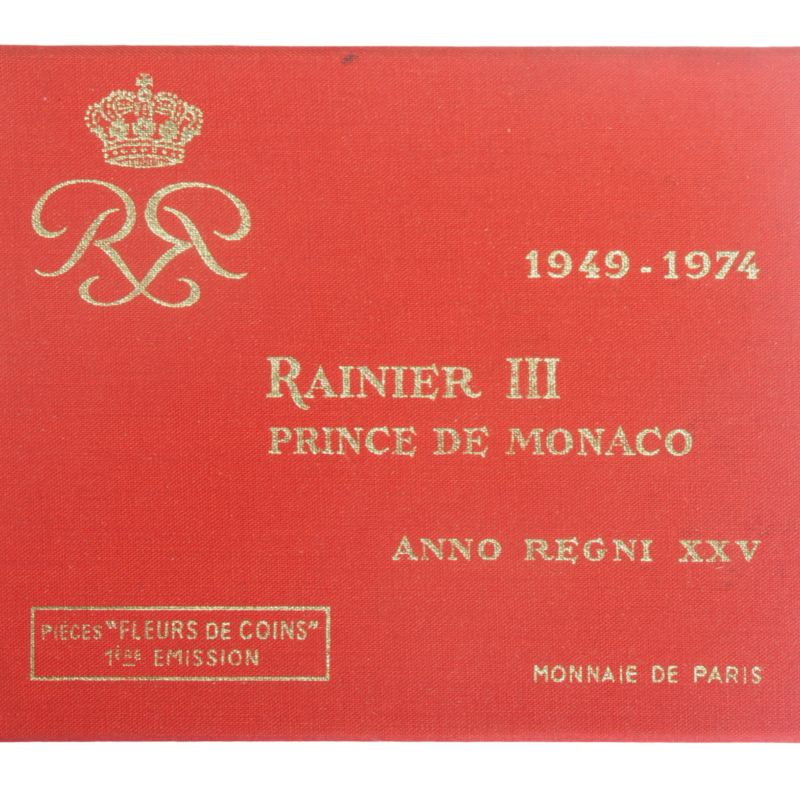 RR
1949 - 1974
RAINIER III
PRINCE DE MONACO
ANNO REGNI XXV
PIÈCES "FLEURS DE COINS"
1ÈRE EMISSION
MONNAIE DE PARIS